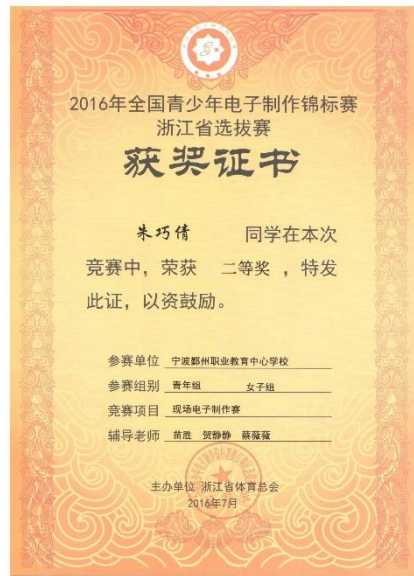 2016年全国青少年电子制作锦标赛
浙江省选拔赛
获奖证书
朱巧倩 同学在本次
竞赛中，荣获 二等奖 ，特发
此证，以资鼓励。
参赛单位 宁波鄞州职业教育中心学校
参赛组别 青年组 女子组
竞赛项目 现场电子制作赛
辅导老师 苗胜 贺静静 蔡薇薇
主办单位 浙江省体育总会
2016年7月